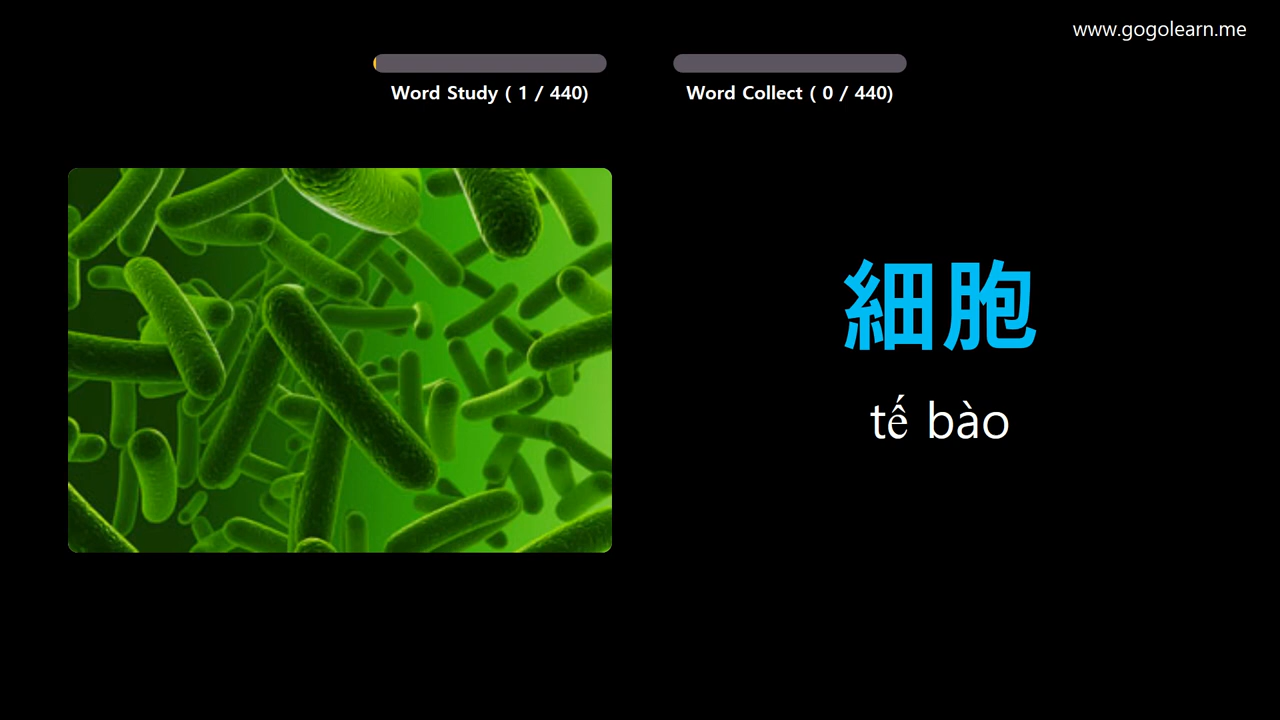 www.gogolearn.me
Word Study ( 1 / 440)
Word Collect ( 0 / 440)
細胞
tế bào